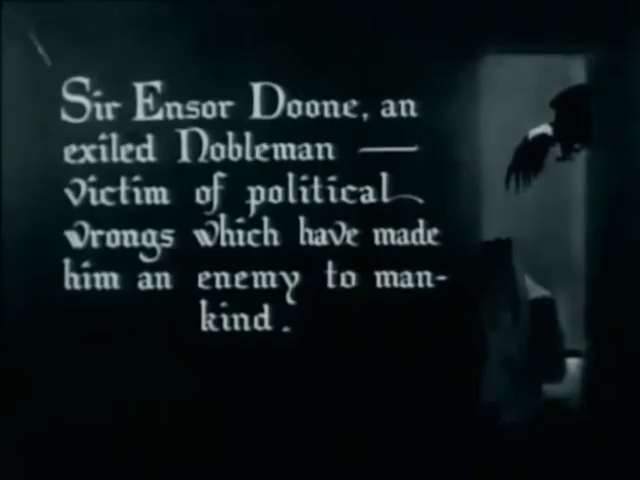 Sir Ensor Doone, an
exiled Nobleman —
victim of political
wrongs which have made
him an enemy to man-
kind.